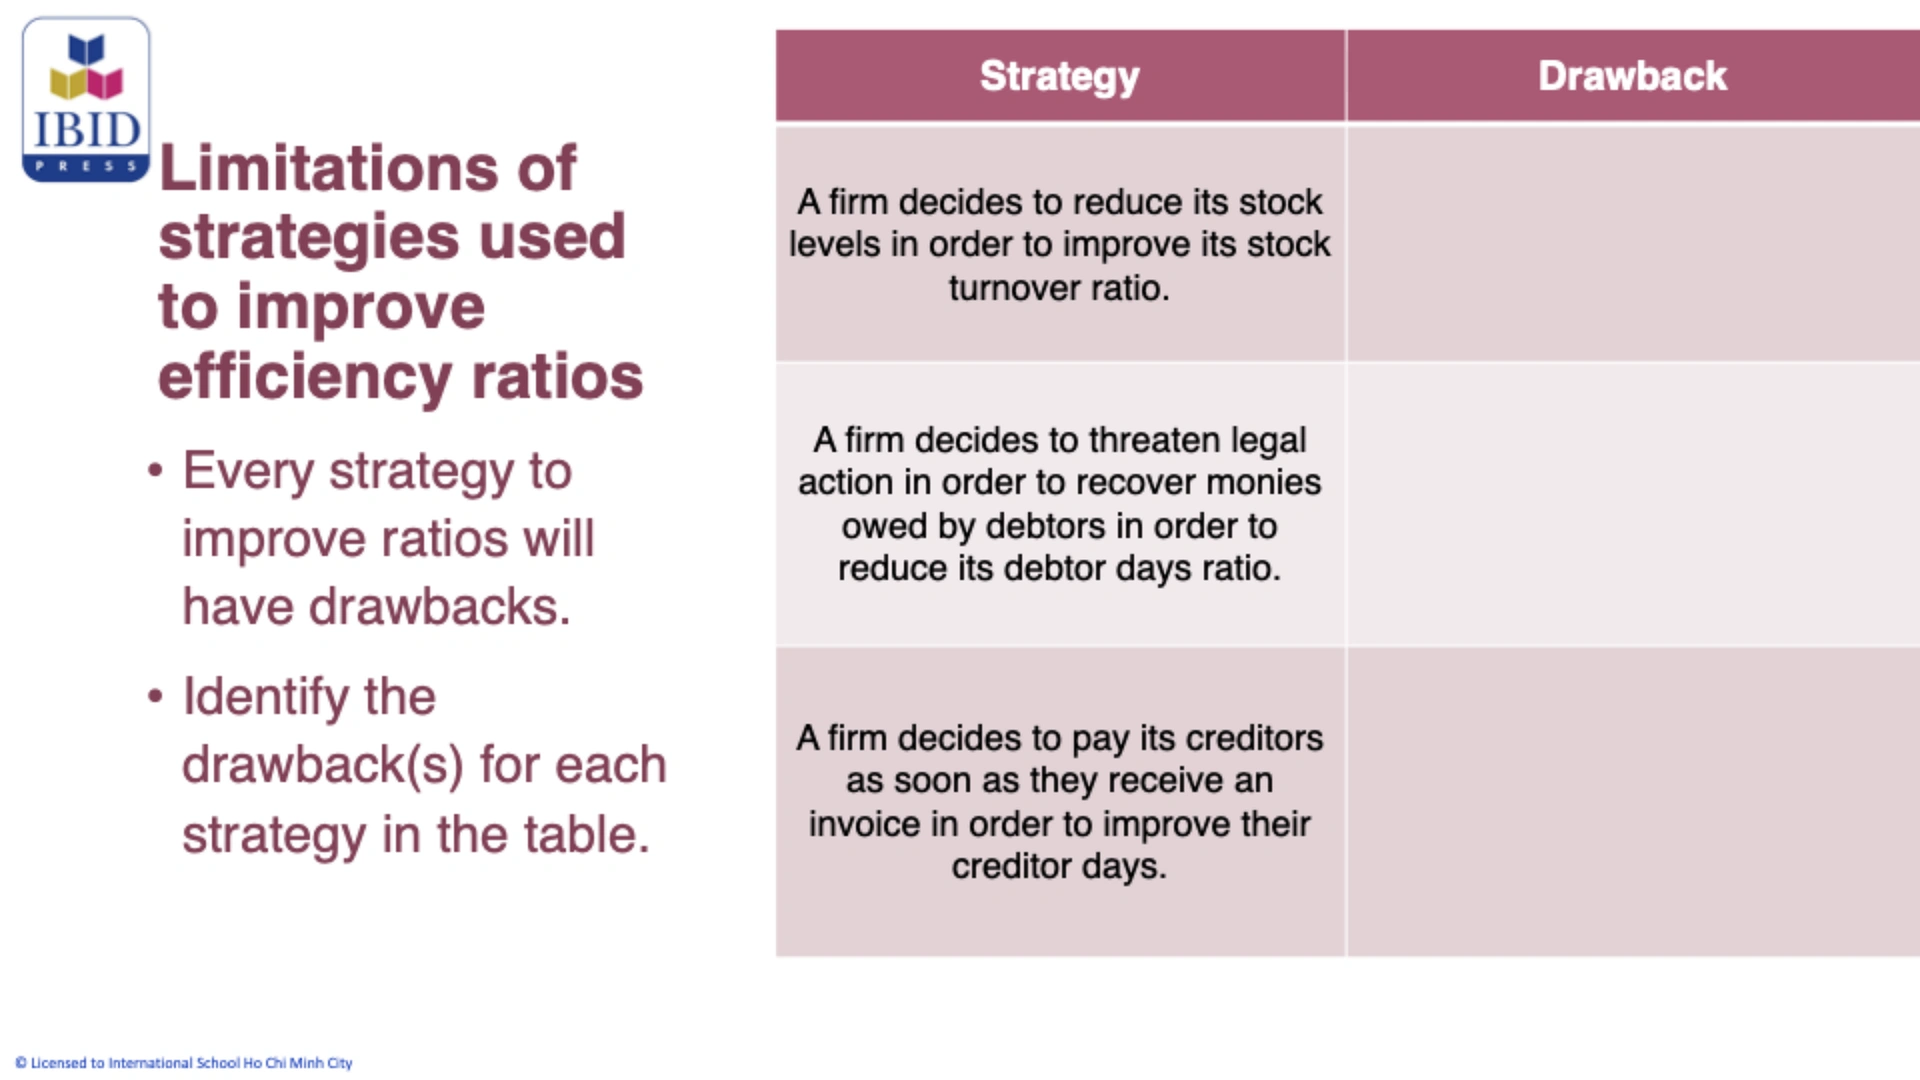 IBID
PRESS
Limitations of
strategies used
to improve
efficiency ratios
• Every strategy to
improve ratios will
have drawbacks.
• Identify the
drawback(s) for each
strategy in the table.
Strategy
Drawback
A firm decides to reduce its stock
levels in order to improve its stock
turnover ratio.
A firm decides to threaten legal
action in order to recover monies
owed by debtors in order to
reduce its debtor days ratio.
A firm decides to pay its creditors
as soon as they receive an
invoice in order to improve their
creditor days.
© Licensed to International School Ho Chi Minh City